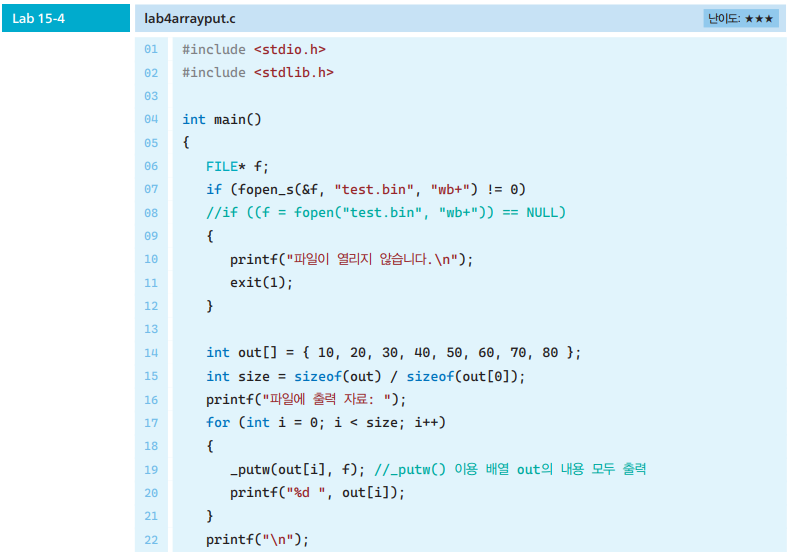 Lab 15-4 lab4arrayput.c 난이도: ★★★
01 #include <stdio.h>
02 #include <stdlib.h>
03
04 int main()
05 {
06 FILE* f;
07 if (fopen_s(&f, "test.bin", "wb+") != 0)
08 //if ((f = fopen("test.bin", "wb+")) == NULL)
09 {
10 printf("파일이 열리지 않습니다.\n");
11 exit(1);
12 }
13
14 int out[] = { 10, 20, 30, 40, 50, 60, 70, 80 };
15 int size = sizeof(out) / sizeof(out[0]);
16 printf("파일에 출력 자료: ");
17 for (int i = 0; i < size; i++)
18 {
19 _putw(out[i], f); //_putw() 이용 배열 out의 내용 모두 출력
20 printf("%d ", out[i]);
21 }
22 printf("\n");